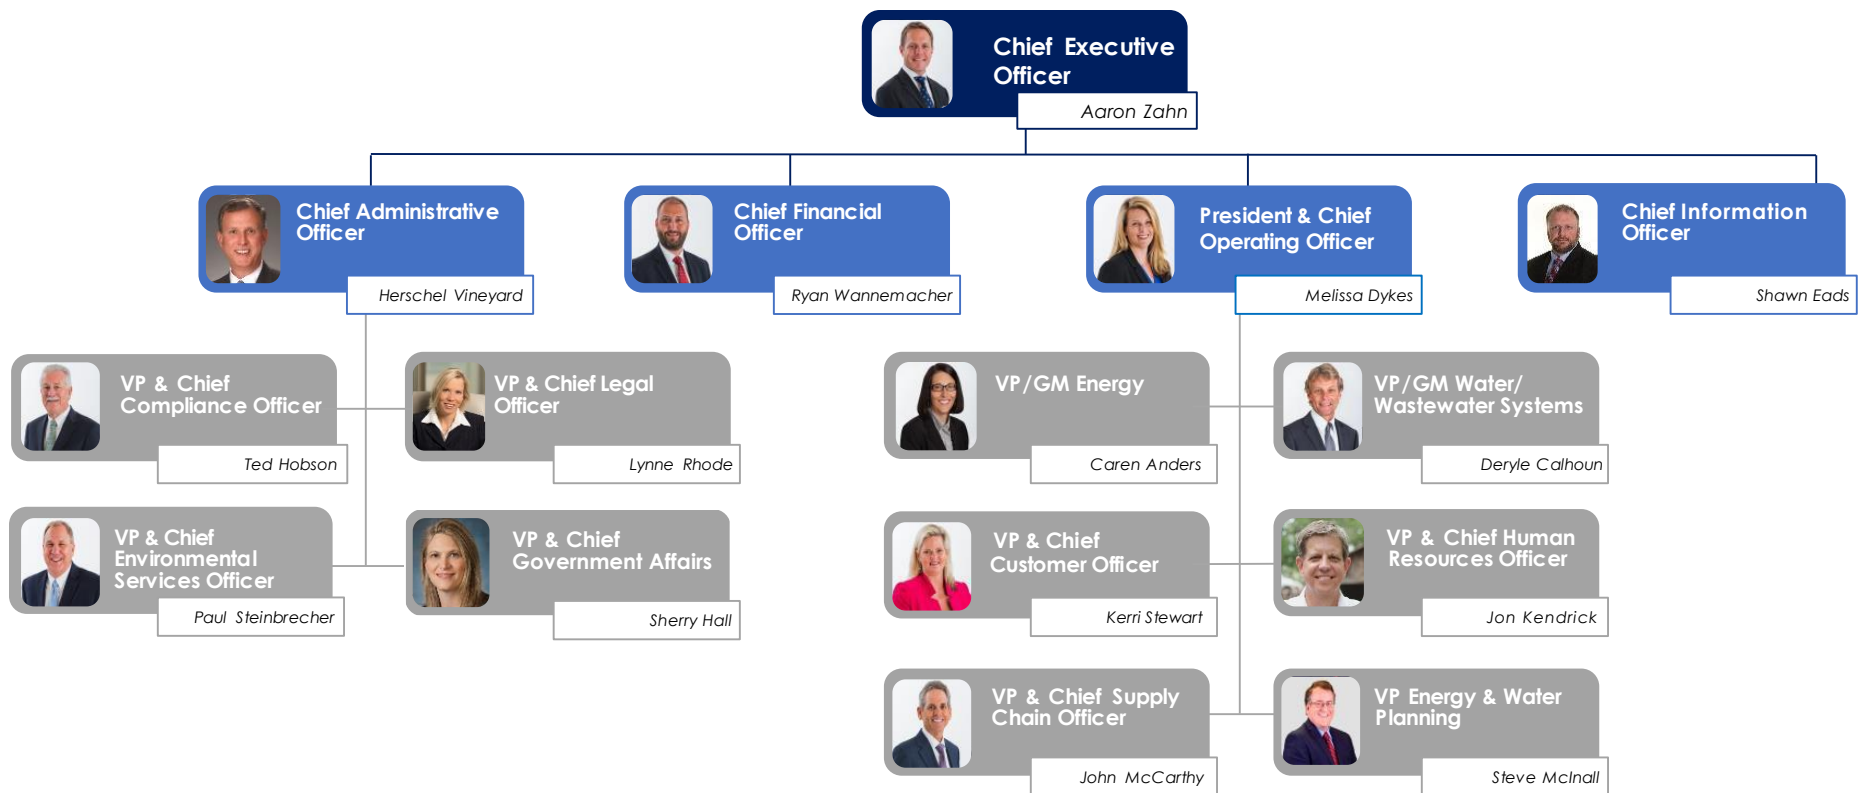 Chief Executive
Officer
Aaron Zahn
Chief Administrative
Officer
Herschel Vineyard
Chief Financial
Officer
Ryan Wannemacher
President & Chief
Operating Officer
Melissa Dykes
Chief Information
Officer
Shawn Eads
VP & Chief
Compliance Officer
Ted Hobson
VP & Chief Legal
Officer
Lynne Rhode
VP/GM Energy
Caren Anders
VP/GM Water/
Wastewater Systems
Deryle Calhoun
VP & Chief
Environmental
Services Officer
Paul Steinbrecher
VP & Chief
Government Affairs
Sherry Hall
VP & Chief
Customer Officer
Kerri Stewart
VP & Chief Human
Resources Officer
Jon Kendrick
VP & Chief Supply
Chain Officer
John McCarthy
VP Energy & Water
Planning
Steve McInall